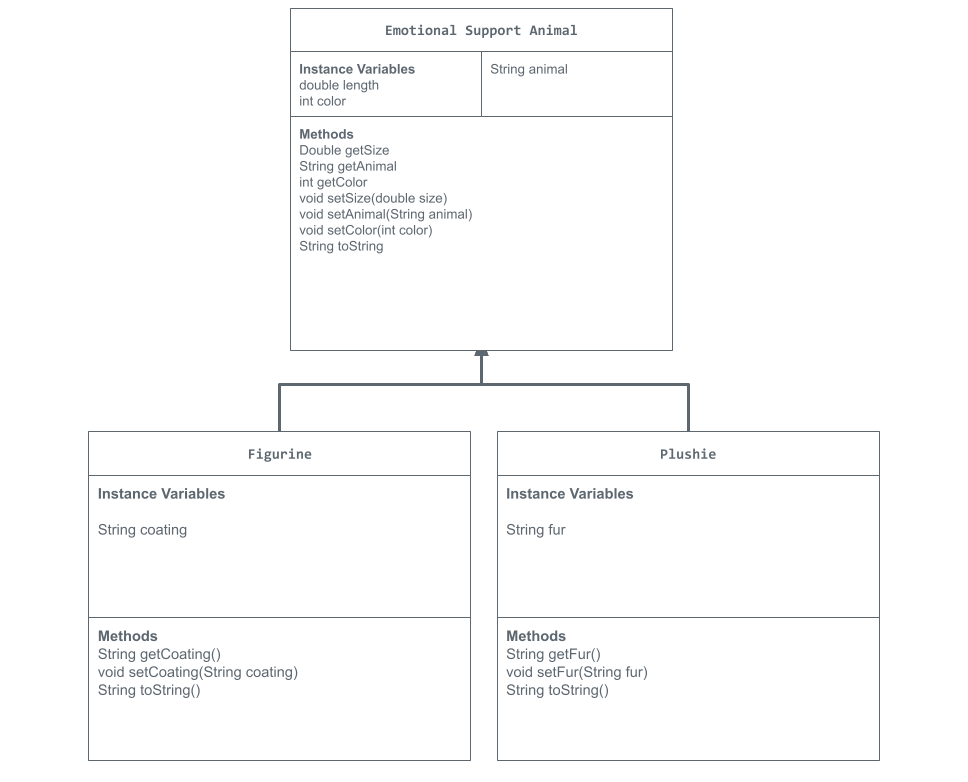 Emotional Support Animal
Instance Variables
double length
int color
String animal
Methods
Double getSize
String getAnimal
int getColor
void setSize(double size)
void setAnimal(String animal)
void setColor(int color)
String toString
Figurine
Instance Variables
String coating
Methods
String getCoating()
void setCoating(String coating)
String toString()
Plushie
Instance Variables
String fur
Methods
String getFur()
void setFur(String fur)
String toString()